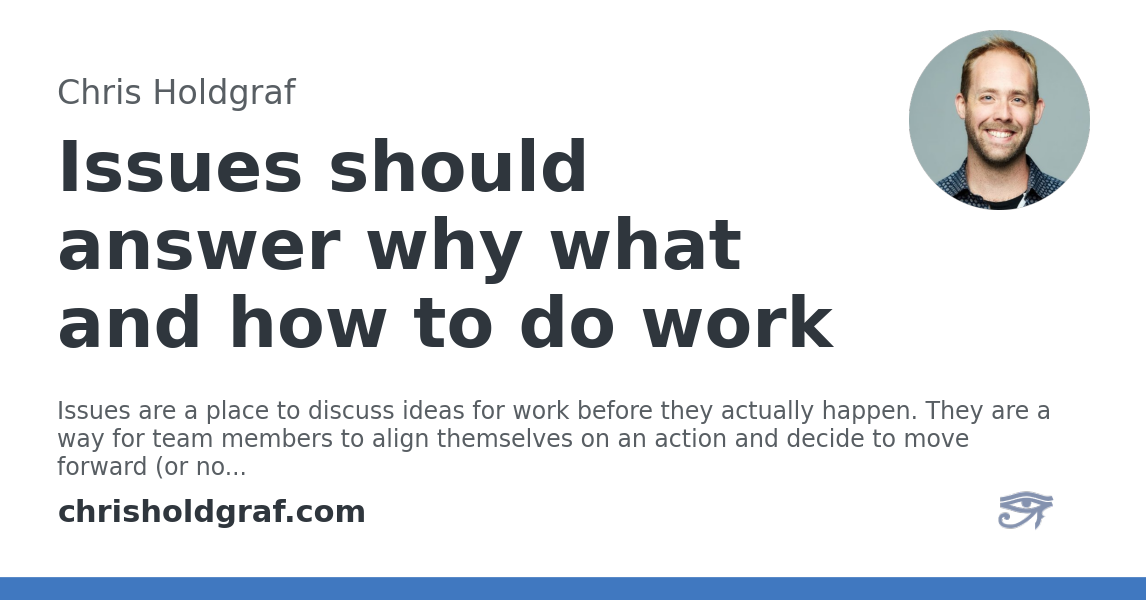 Chris Holdgraf
Issues should
answer why what
and how to do work
Issues are a place to discuss ideas for work before they actually happen. They are a
way for team members to align themselves on an action and decide to move
forward (or no...
chrisholdgraf.com